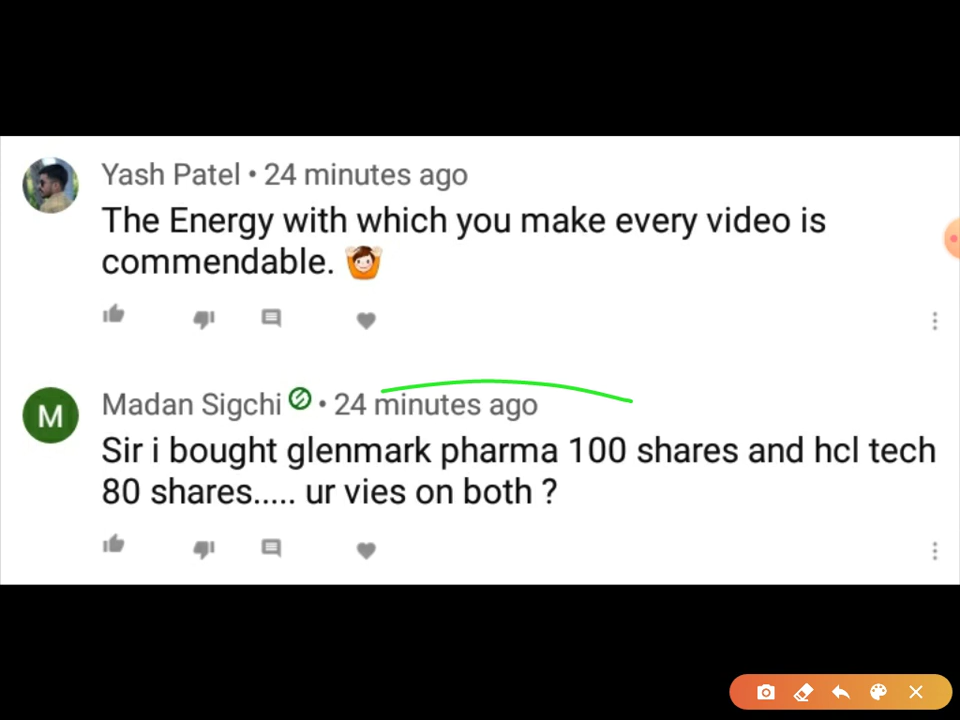 Yash Patel • 24 minutes ago
The Energy with which you make every video is
commendable. 🙆
M
Madan Sigchi • 24 minutes ago
Sir i bought glenmark pharma 100 shares and hcl tech
80 shares..... ur vies on both ?